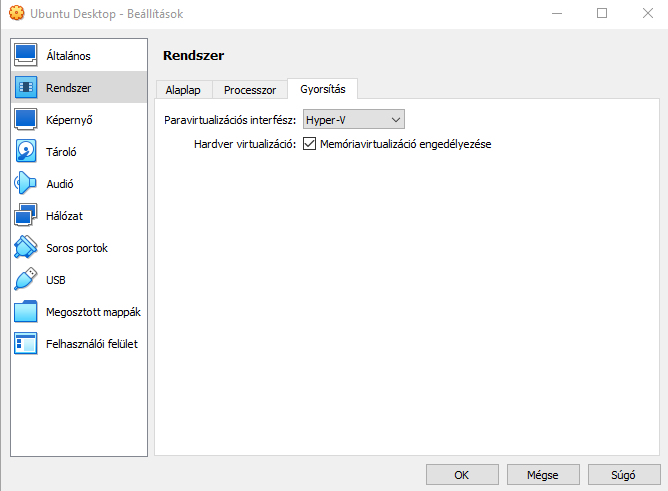 Ubuntu Desktop - Beállítások
Általános
Rendszer
Képernyő
Tároló
Audió
Hálózat
Soros portok
USB
Megosztott mappák
Felhasználói felület
Rendszer
Alaplap Processzor Gyorsítás
Paravirtualizációs interfész: Hyper-V
Hardver virtualizáció: Memóriavirtualizáció engedélyezése
OK Mégse Súgó